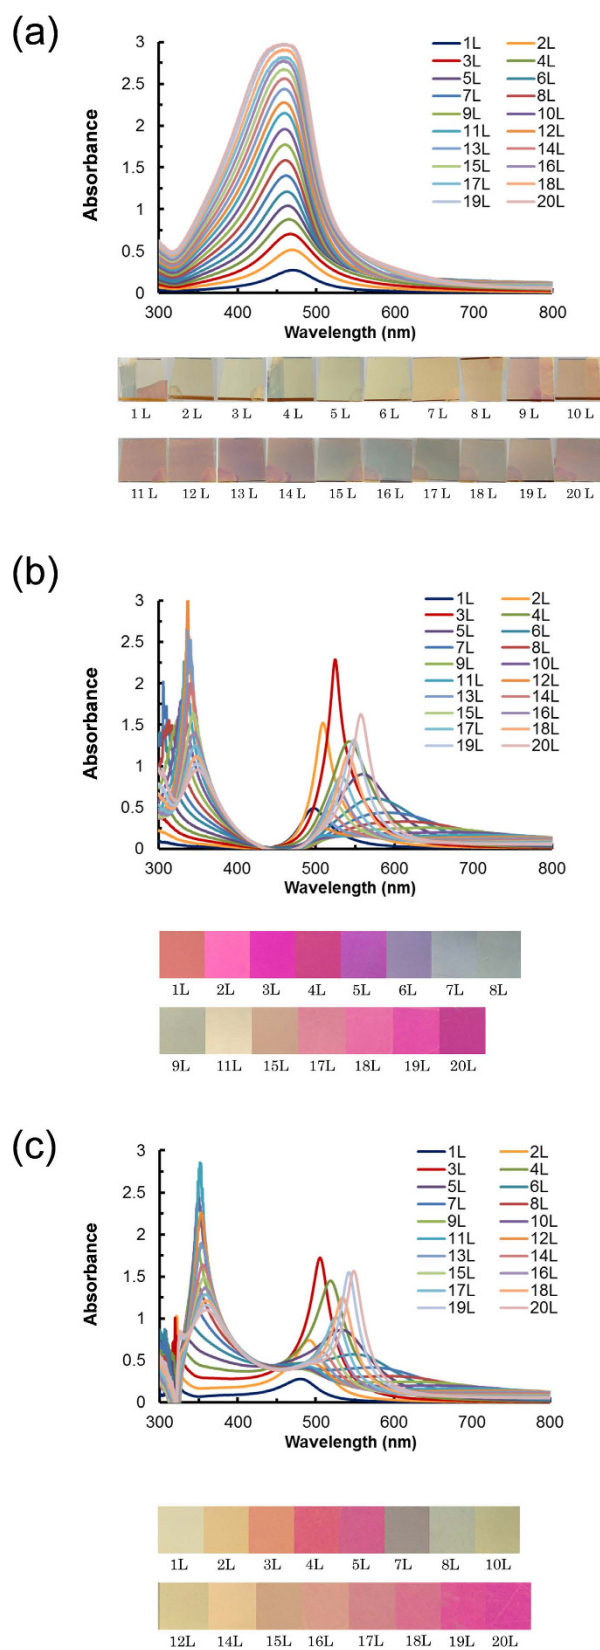 (a)
Absorbance
3
2.5
2
1.5
1
0.5
0
1L 2L
3L 4L
5L 6L
7L 8L
9L 10L
11L 12L
13L 14L
15L 16L
17L 18L
19L 20L
300 400 500 600 700 800
Wavelength (nm)
1 L 2 L 3 L 4 L 5 L 6 L 7 L 8 L 9 L 10 L
11 L 12 L 13 L 14 L 15 L 16 L 17 L 18 L 19 L 20 L
(b)
Absorbance
3
2.5
2
1.5
1
0.5
0
1L 2L
3L 4L
5L 6L
7L 8L
9L 10L
11L 12L
13L 14L
15L 16L
17L 18L
19L 20L
300 400 500 600 700 800
Wavelength (nm)
1L 2L 3L 4L 5L 6L 7L 8L
9L 11L 15L 17L 18L 19L 20L
(c)
Absorbance
3
2.5
2
1.5
1
0.5
0
1L 2L
3L 4L
5L 6L
7L 8L
9L 10L
11L 12L
13L 14L
15L 16L
17L 18L
19L 20L
300 400 500 600 700 800
Wavelength (nm)
1L 2L 3L 4L 5L 7L 8L 10L
12L 14L 15L 16L 17L 18L 19L 20L